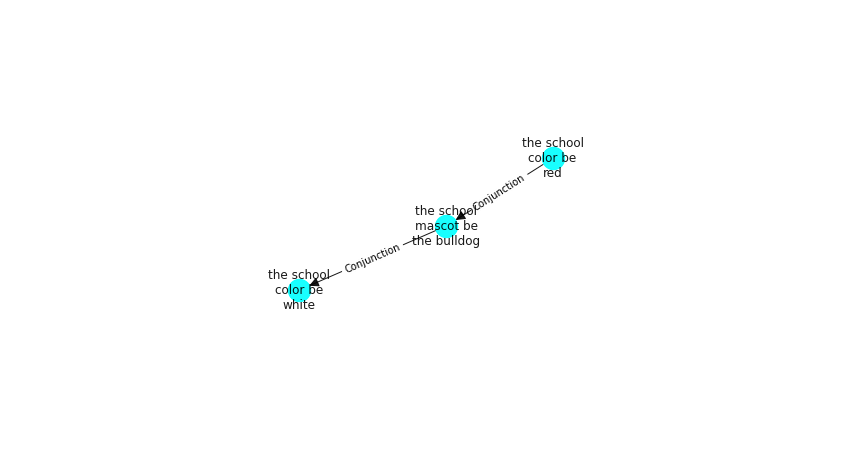 the school
color be
red
Conjunction
the school
mascot be
the bulldog
Conjunction
the school
color be
white